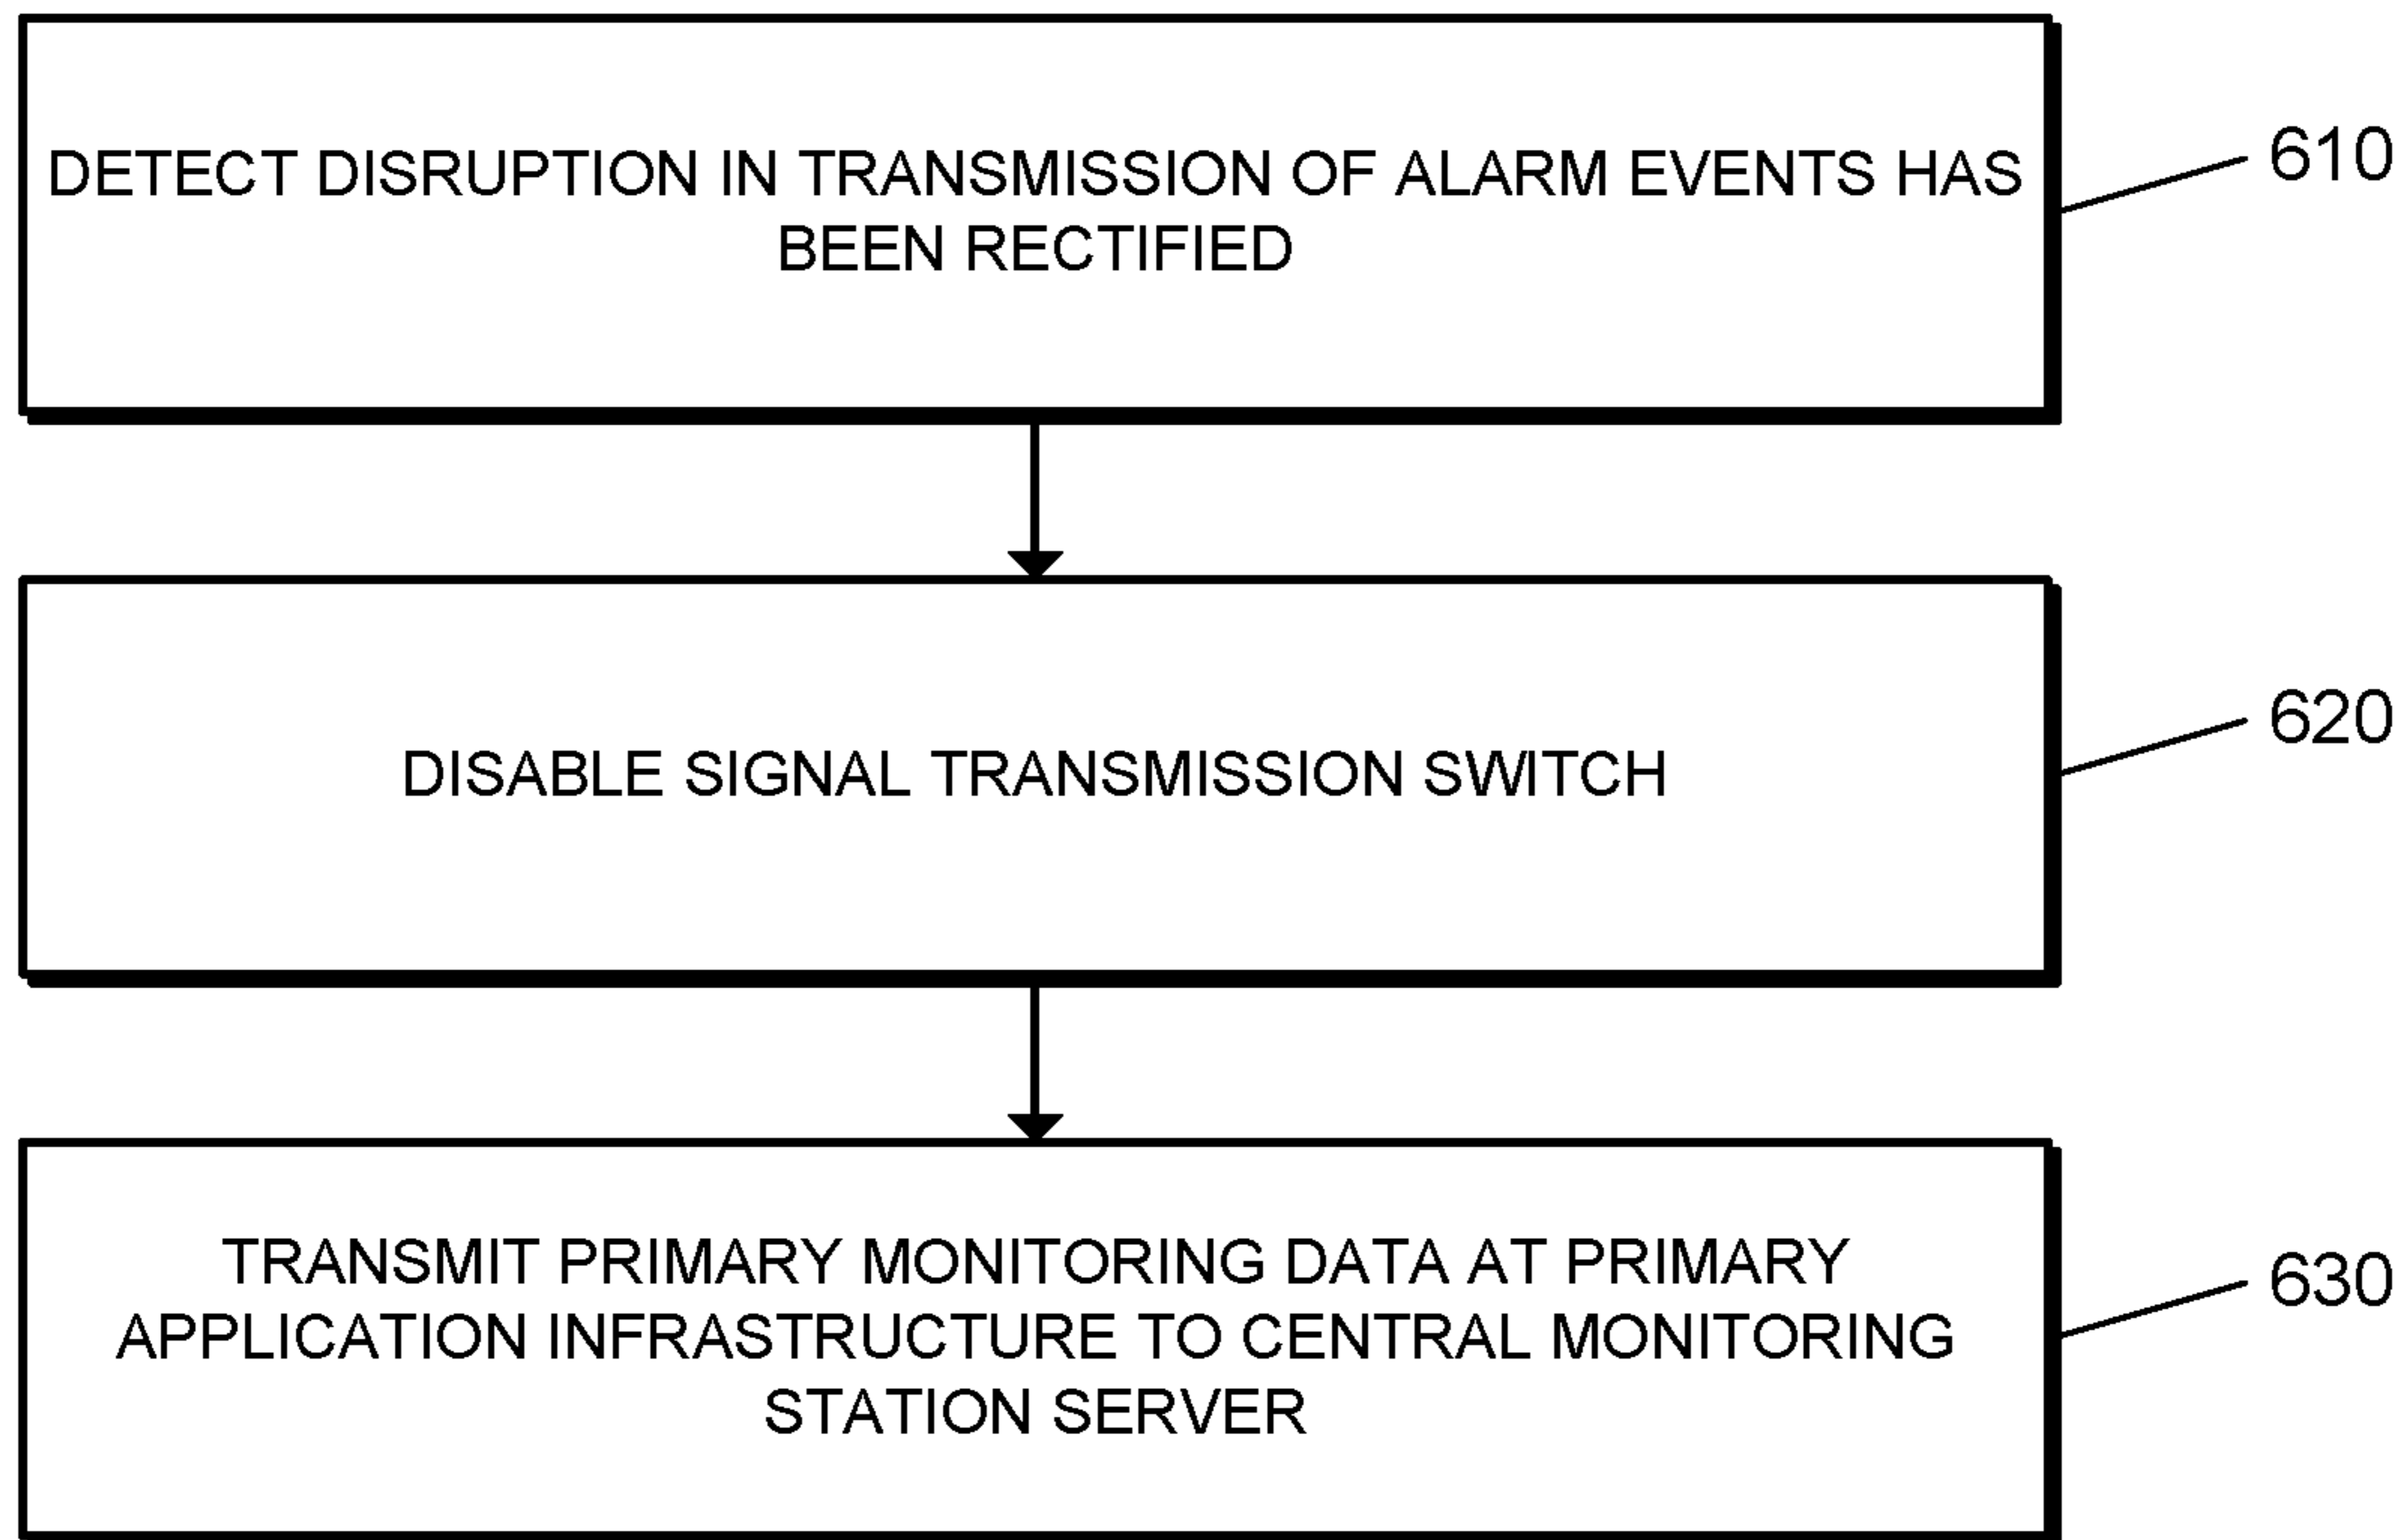 DETECT DISRUPTION IN TRANSMISSION OF ALARM EVENTS HAS
BEEN RECTIFIED
610
DISABLE SIGNAL TRANSMISSION SWITCH
620
TRANSMIT PRIMARY MONITORING DATA AT PRIMARY
APPLICATION INFRASTRUCTURE TO CENTRAL MONITORING
STATION SERVER
630